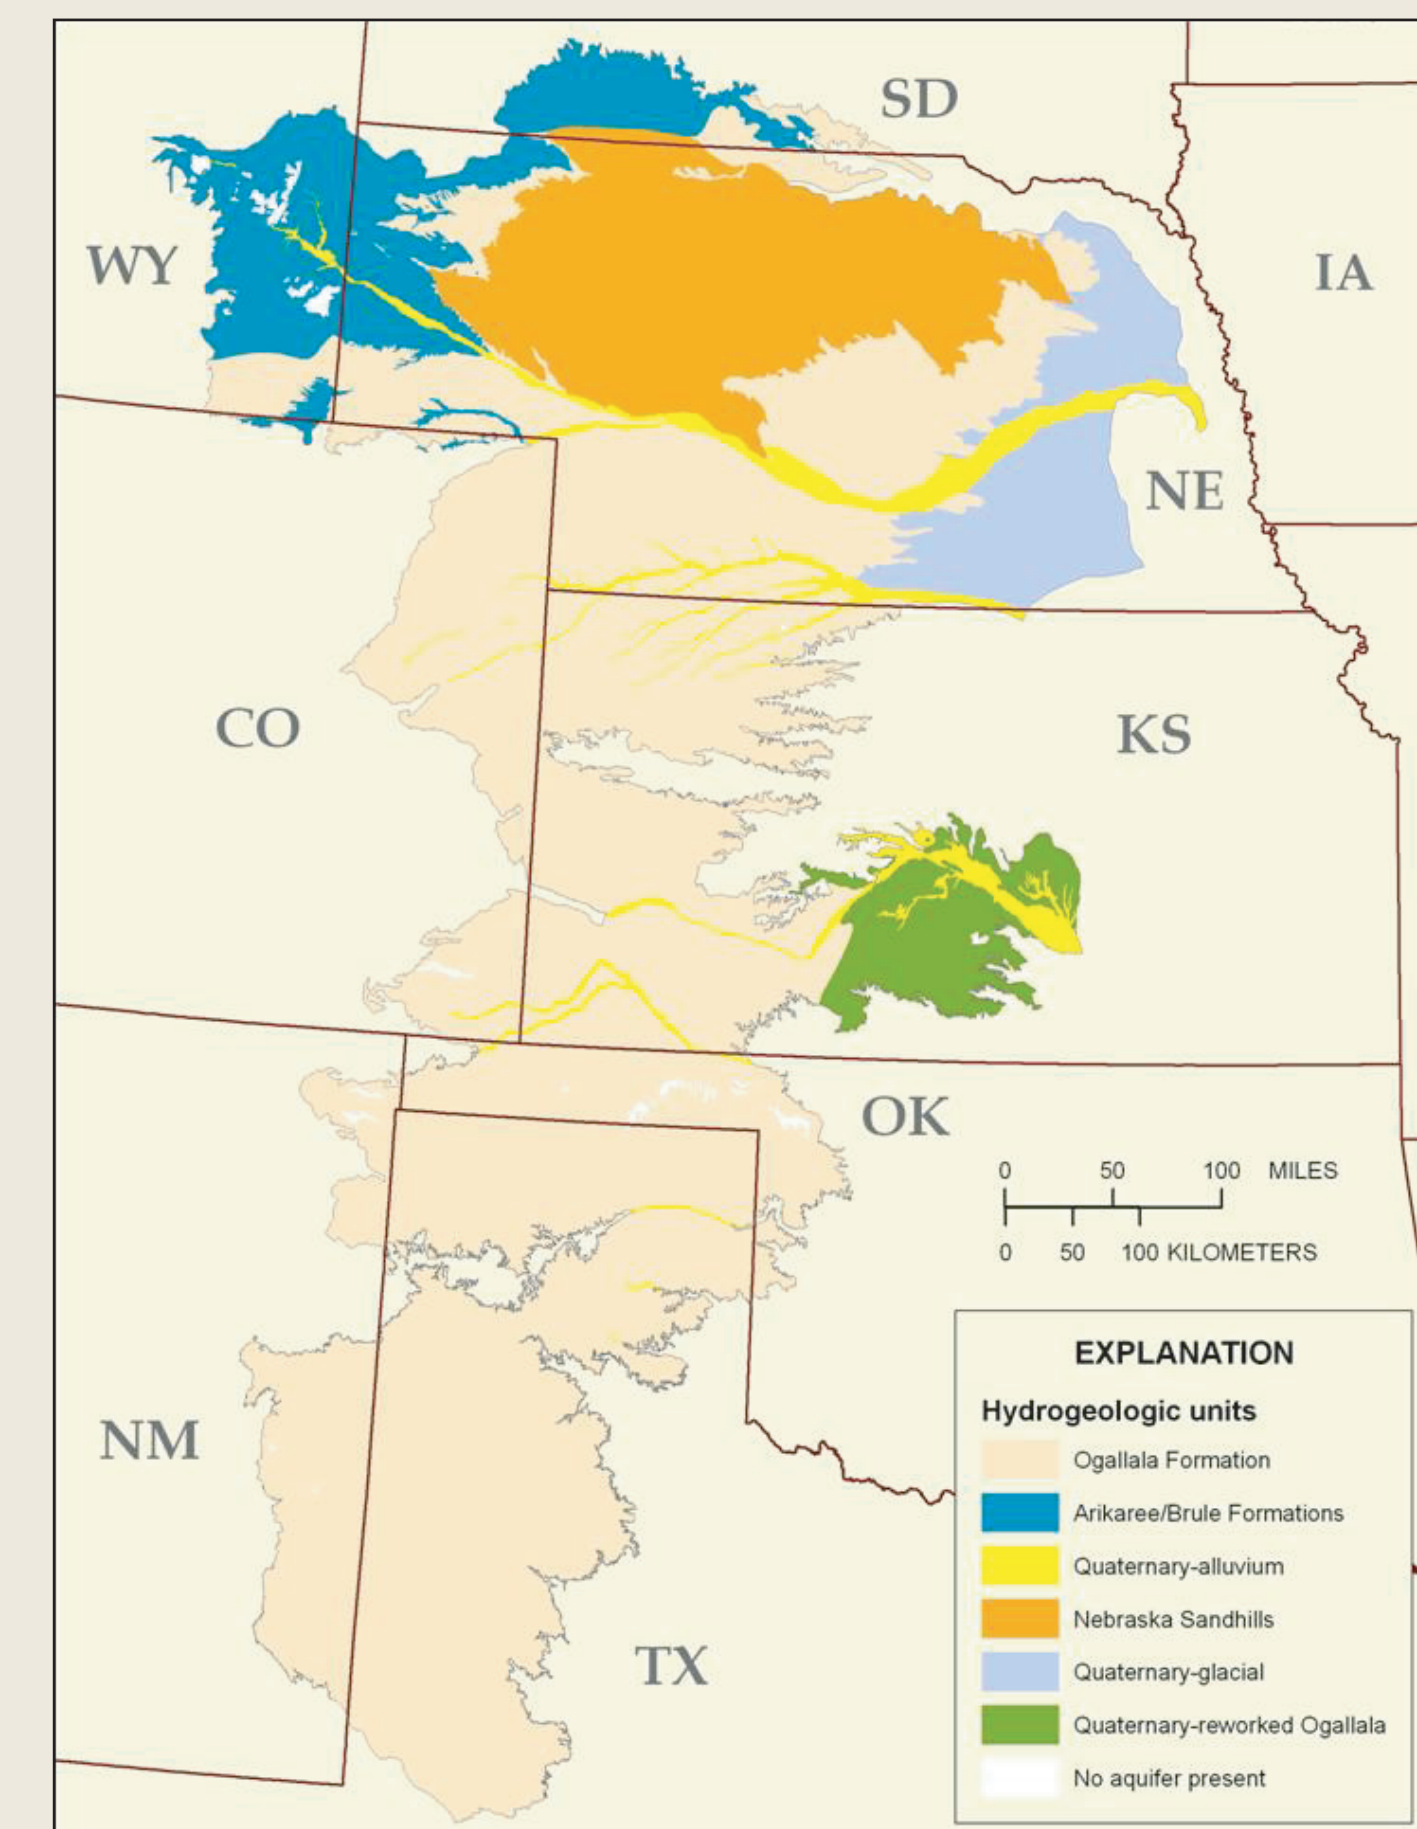 SD
WY
IA
NE
CO
KS
OK
0 50 100 MILES
0 50 100 KILOMETERS
NM
TX
EXPLANATION
Hydrogeologic units
Ogallala Formation
Arikaree/Brule Formations
Quaternary-alluvium
Nebraska Sandhills
Quaternary-glacial
Quaternary-reworked Ogallala
No aquifer present